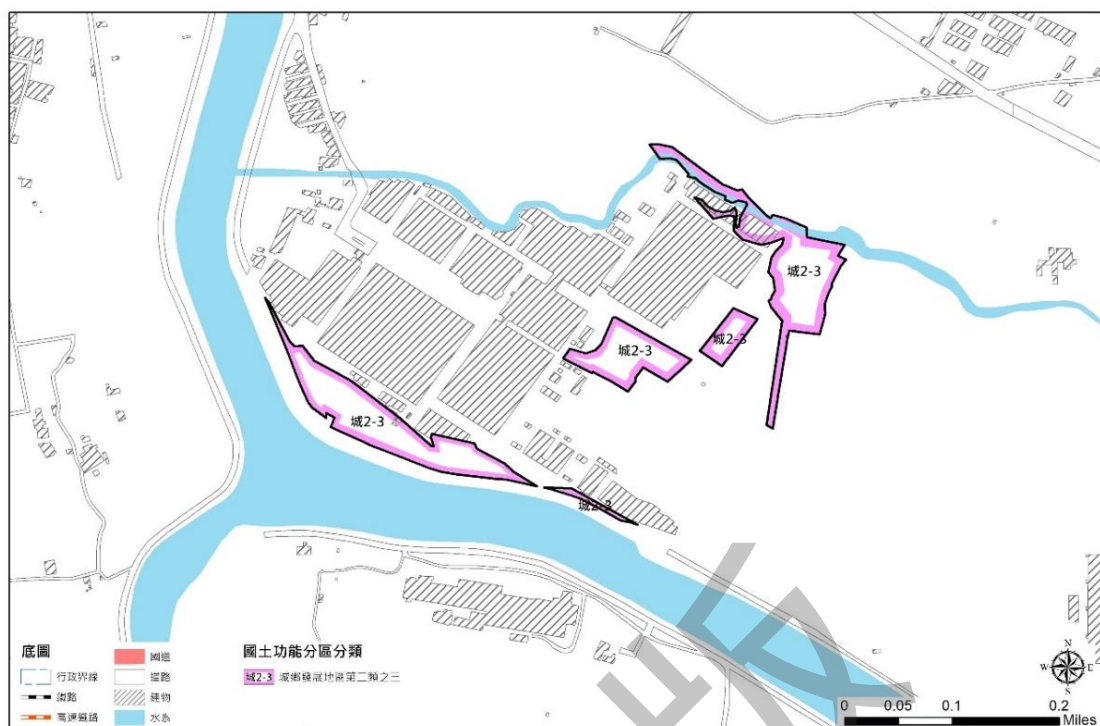 城2-3
城2-3
城2-3
城2-3
城2-3
底圖
行政界線
鐵路
高速鐵路
國道
道路
建物
水系
國土功能分區分類
城2-3 城鄉發展地區第二類之三
N
W E
S
0 0.05 0.1 0.2
Miles